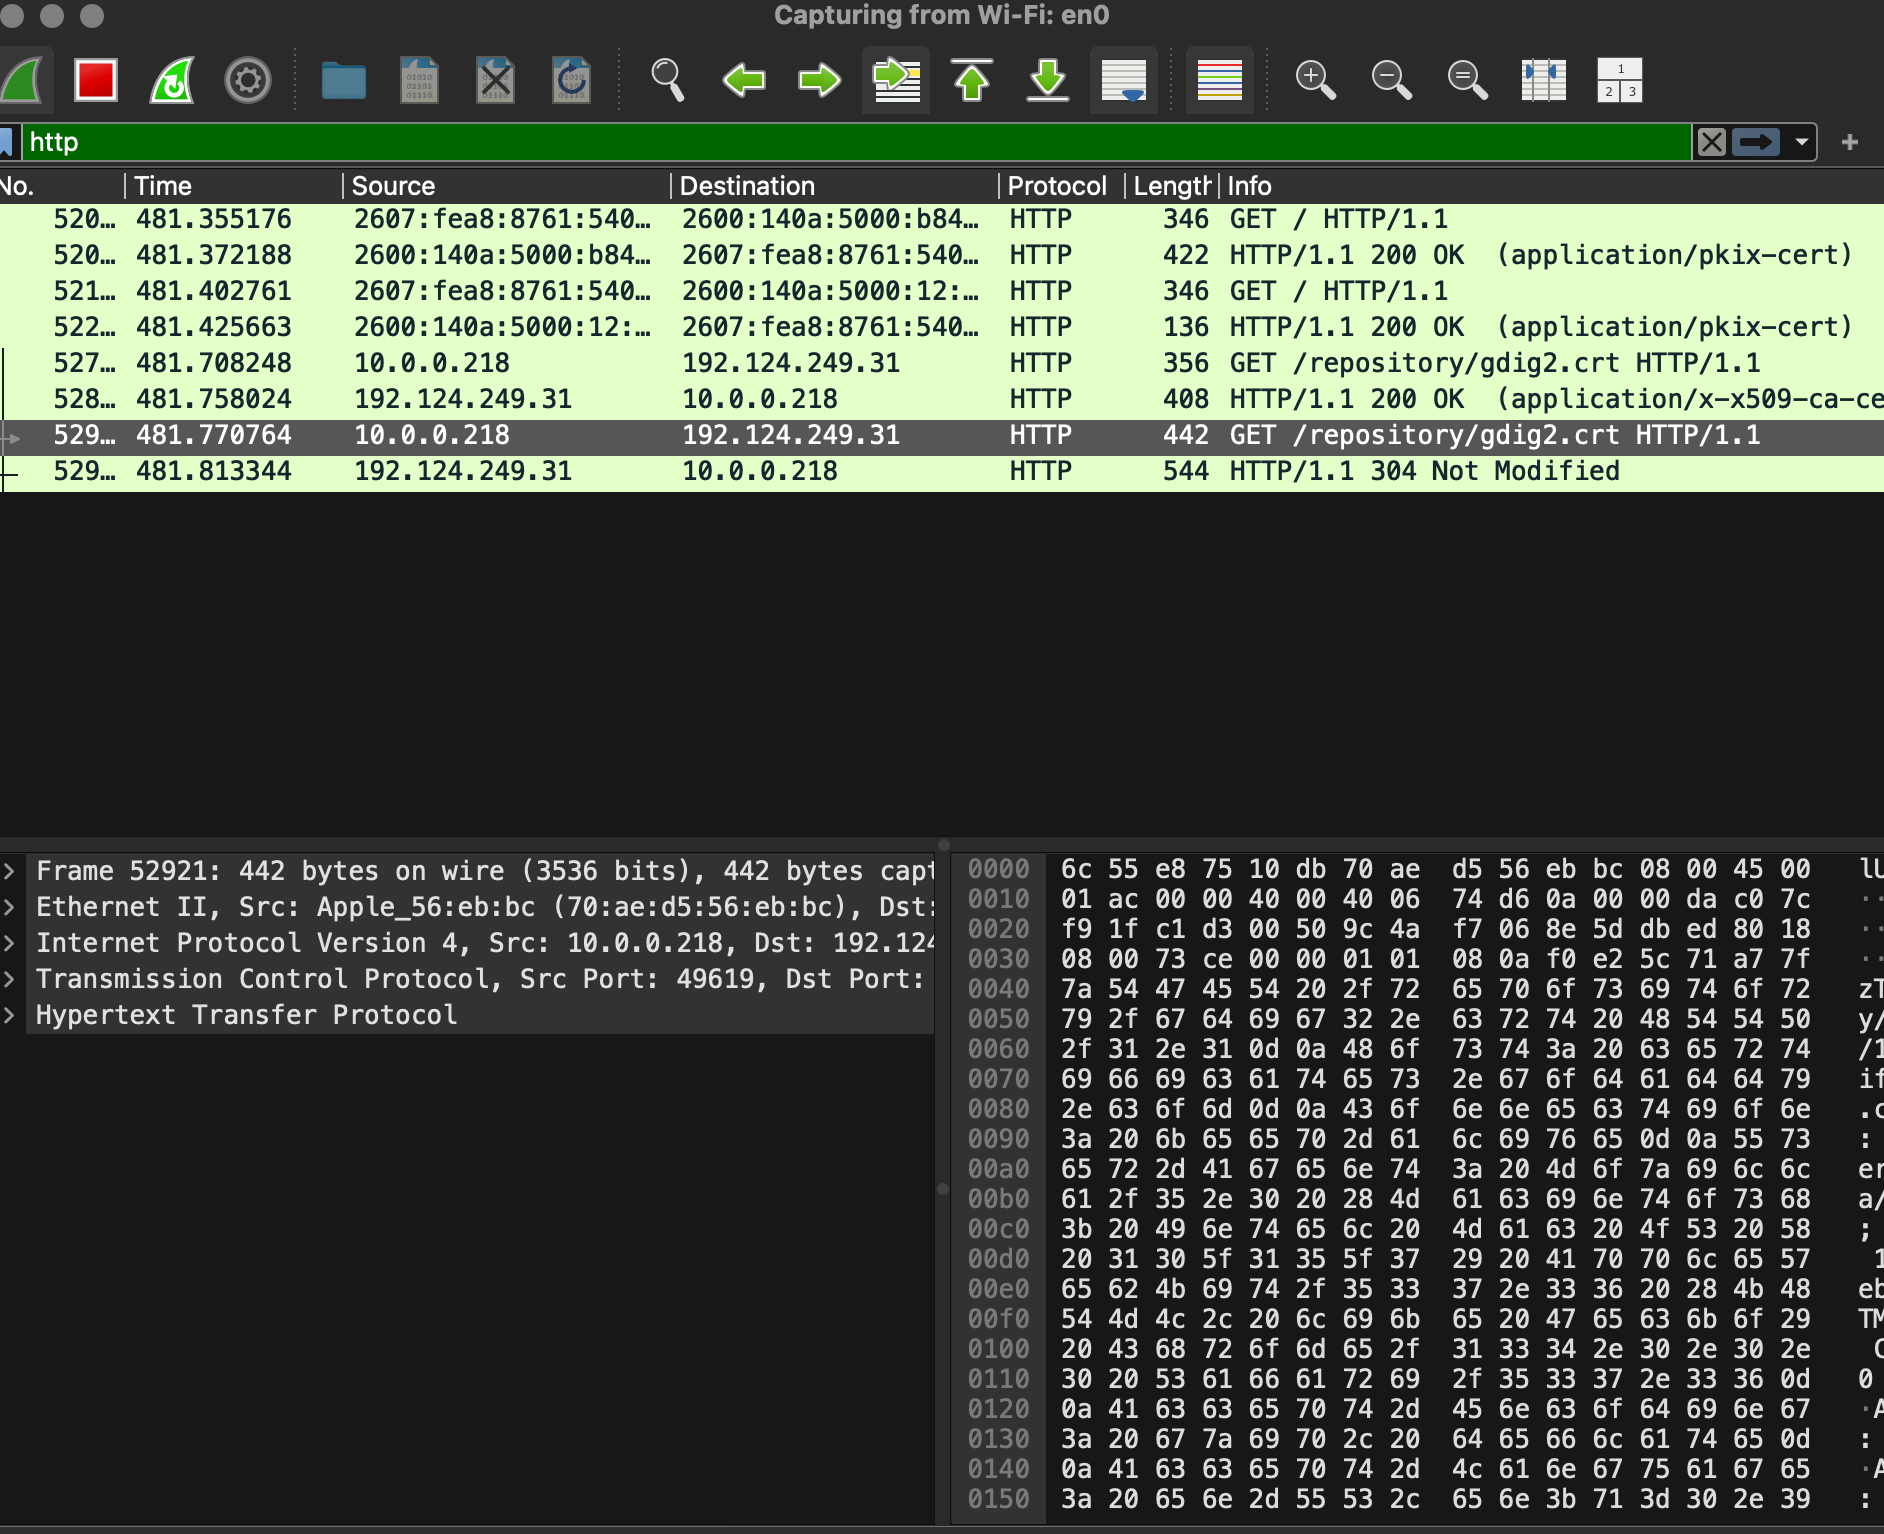 Capturing from Wi-Fi: en0
http
No. Time Source Destination Protocol Length Info
520… 481.355176 2607:fea8:8761:540… 2600:140a:5000:b84… HTTP 346 GET / HTTP/1.1
520… 481.372188 2600:140a:5000:b84… 2607:fea8:8761:540… HTTP 422 HTTP/1.1 200 OK (application/pkix-cert)
521… 481.402761 2607:fea8:8761:540… 2600:140a:5000:12:… HTTP 346 GET / HTTP/1.1
522… 481.425663 2600:140a:5000:12:… 2607:fea8:8761:540… HTTP 136 HTTP/1.1 200 OK (application/pkix-cert)
527… 481.708248 10.0.0.218 192.124.249.31 HTTP 356 GET /repository/gdig2.crt HTTP/1.1
528… 481.758024 192.124.249.31 10.0.0.218 HTTP 408 HTTP/1.1 200 OK (application/x-x509-ca-ce
529… 481.770764 10.0.0.218 192.124.249.31 HTTP 442 GET /repository/gdig2.crt HTTP/1.1
529… 481.813344 192.124.249.31 10.0.0.218 HTTP 544 HTTP/1.1 304 Not Modified
Frame 52921: 442 bytes on wire (3536 bits), 442 bytes capt
Ethernet II, Src: Apple_56:eb:bc (70:ae:d5:56:eb:bc), Dst:
Internet Protocol Version 4, Src: 10.0.0.218, Dst: 192.124
Transmission Control Protocol, Src Port: 49619, Dst Port:
Hypertext Transfer Protocol
0000 6c 55 e8 75 10 db 70 ae d5 56 eb bc 08 00 45 00 lU
0010 01 ac 00 00 40 00 40 06 74 d6 0a 00 00 da c0 7c ··
0020 f9 1f c1 d3 00 50 9c 4a f7 06 8e 5d db ed 80 18 ··
0030 08 00 73 ce 00 00 01 01 08 0a f0 e2 5c 71 a7 7f ··
0040 7a 54 47 45 54 20 2f 72 65 70 6f 73 69 74 6f 72 zT
0050 79 2f 67 64 69 67 32 2e 63 72 74 20 48 54 54 50 y/
0060 2f 31 2e 31 0d 0a 48 6f 73 74 3a 20 63 65 72 74 /1
0070 69 66 69 63 61 74 65 73 2e 67 6f 64 61 64 64 79 if
0080 2e 63 6f 6d 0d 0a 43 6f 6e 6e 65 63 74 69 6f 6e .c
0090 3a 20 6b 65 65 70 2d 61 6c 69 76 65 0d 0a 55 73 :
00a0 65 72 2d 41 67 65 6e 74 3a 20 4d 6f 7a 69 6c 6c er
00b0 61 2f 35 2e 30 20 28 4d 61 63 69 6e 74 6f 73 68 a/
00c0 3b 20 49 6e 74 65 6c 20 4d 61 63 20 4f 53 20 58 ;
00d0 20 31 30 5f 31 35 5f 37 29 20 41 70 70 6c 65 57 1
00e0 65 62 4b 69 74 2f 35 33 37 2e 33 36 20 28 4b 48 eb
00f0 54 4d 4c 2c 20 6c 69 6b 65 20 47 65 63 6b 6f 29 TM
0100 20 43 68 72 6f 6d 65 2f 31 33 34 2e 30 2e 30 2e C
0110 30 20 53 61 66 61 72 69 2f 35 33 37 2e 33 36 0d 0
0120 0a 41 63 63 65 70 74 2d 45 6e 63 6f 64 69 6e 67 ·A
0130 3a 20 67 7a 69 70 2c 20 64 65 66 6c 61 74 65 0d :
0140 0a 41 63 63 65 70 74 2d 4c 61 6e 67 75 61 67 65 ·A
0150 3a 20 65 6e 2d 55 53 2c 65 6e 3b 71 3d 30 2e 39 :